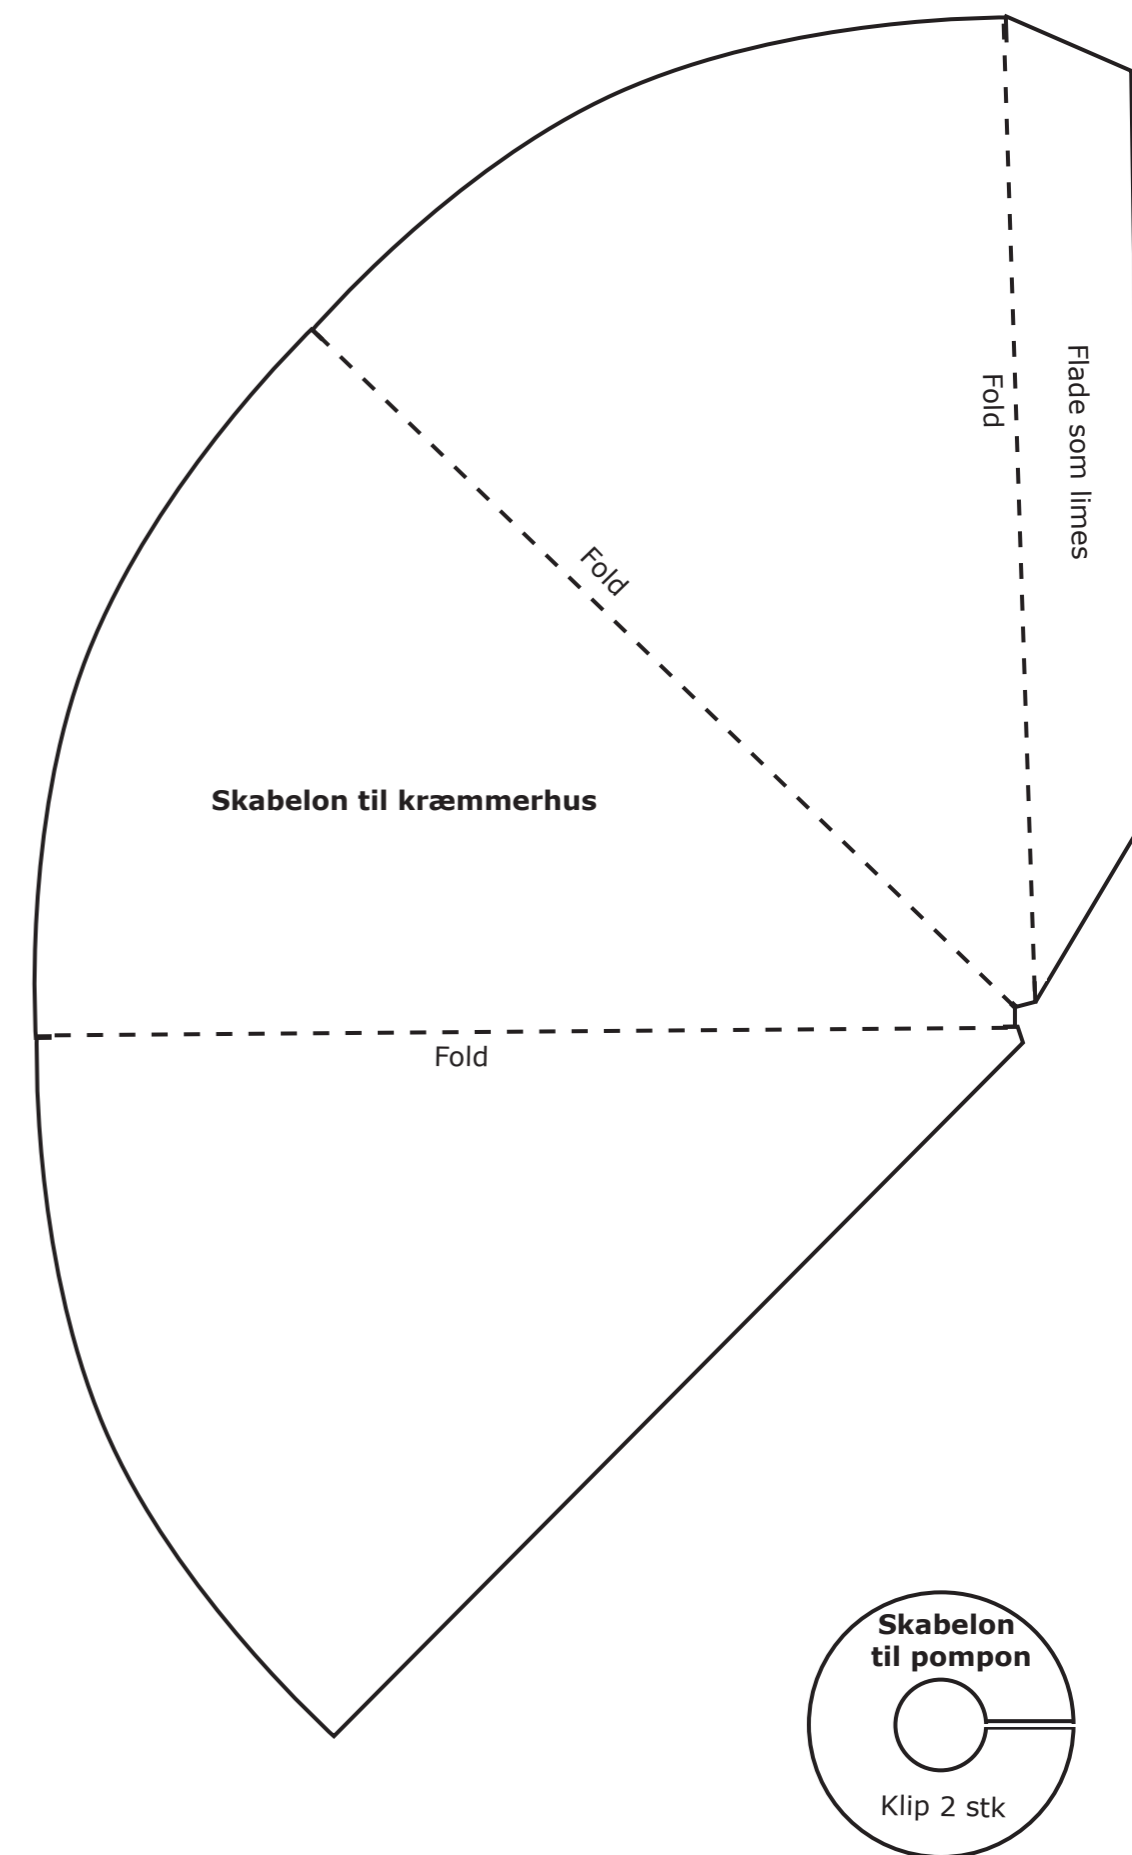 Flade som limes
Fold
Fold
Skabelon til kræmmerhus
Fold
Skabelon
til pompon
Klip 2 stk